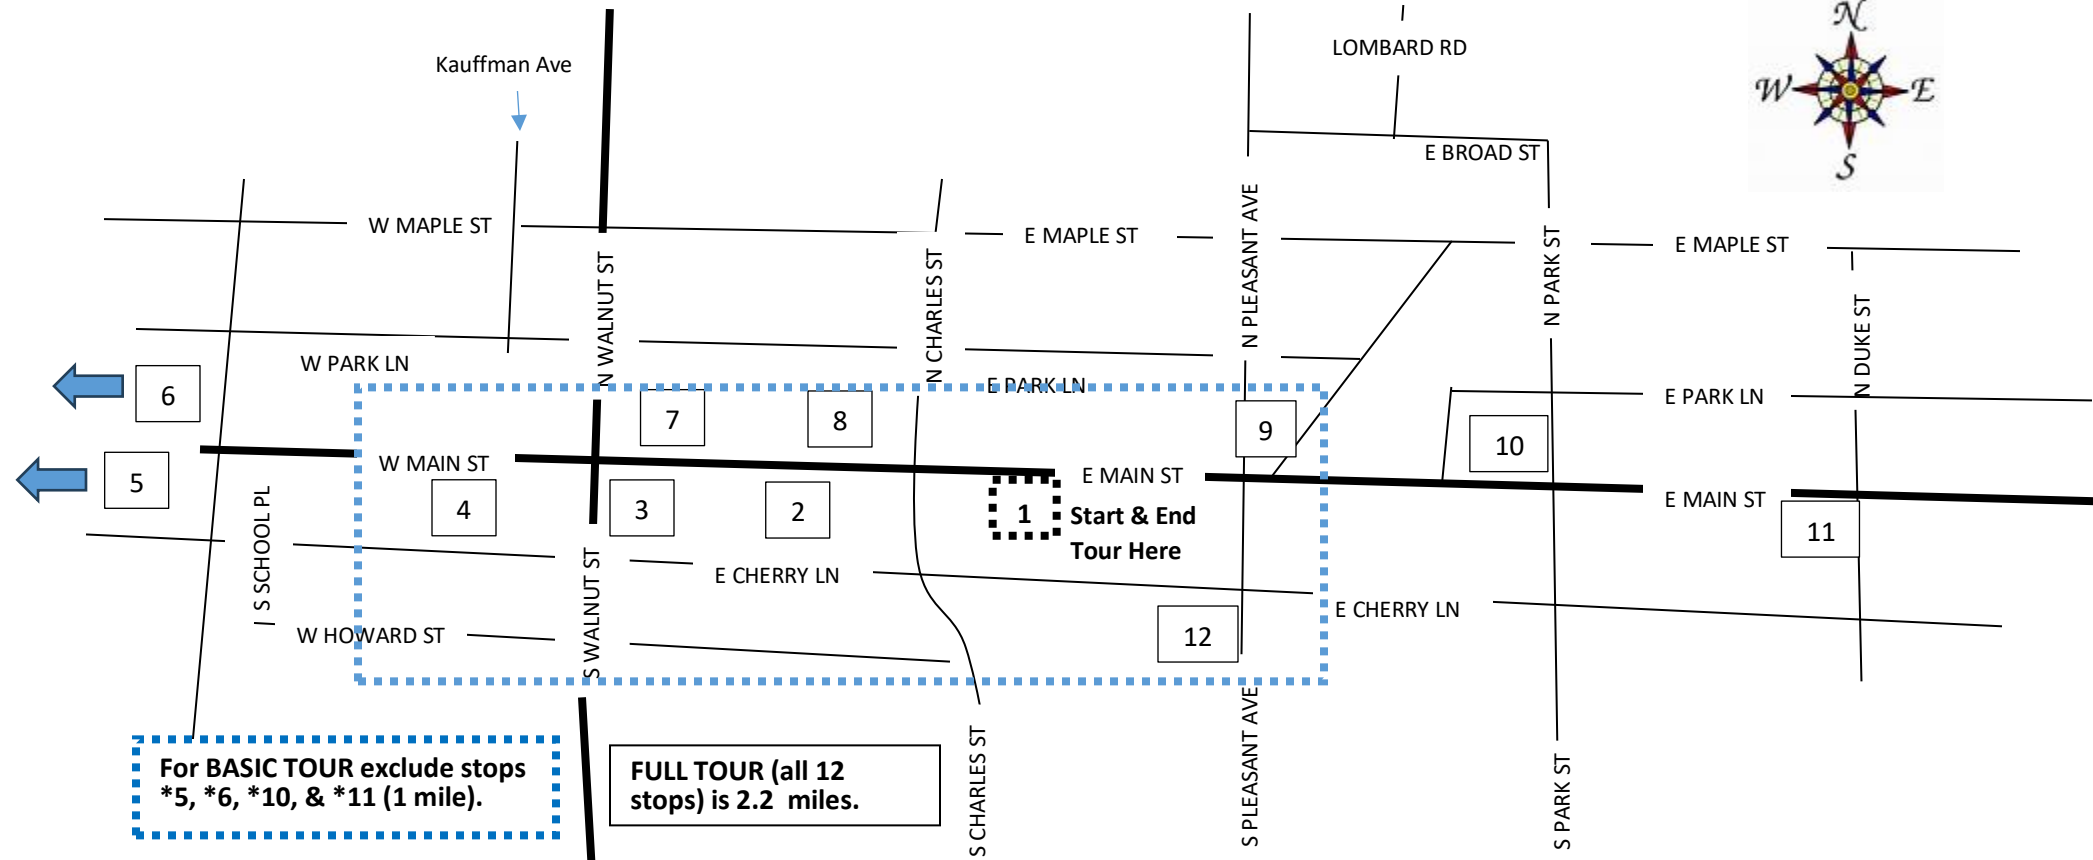 N
W
E
S
LOMBARD RD
Kauffman Ave
E BROAD ST
W MAPLE ST
E MAPLE ST
N PLEASANT AVE
N PARK ST
E MAPLE ST
N WALNUT ST
N CHARLES ST
N DUKE ST
W PARK LN
E PARK LN
E PARK LN
6
7
8
9
10
W MAIN ST
E MAIN ST
E MAIN ST
5
4
3
2
1
Start & End
Tour Here
11
S SCHOOL PL
E CHERRY LN
E CHERRY LN
W HOWARD ST
S WALNUT ST
12
S CHARLES ST
S PLEASANT AVE
S PARK ST
For BASIC TOUR exclude stops
*5, *6, *10, & *11 (1 mile).
FULL TOUR (all 12
stops) is 2.2 miles.